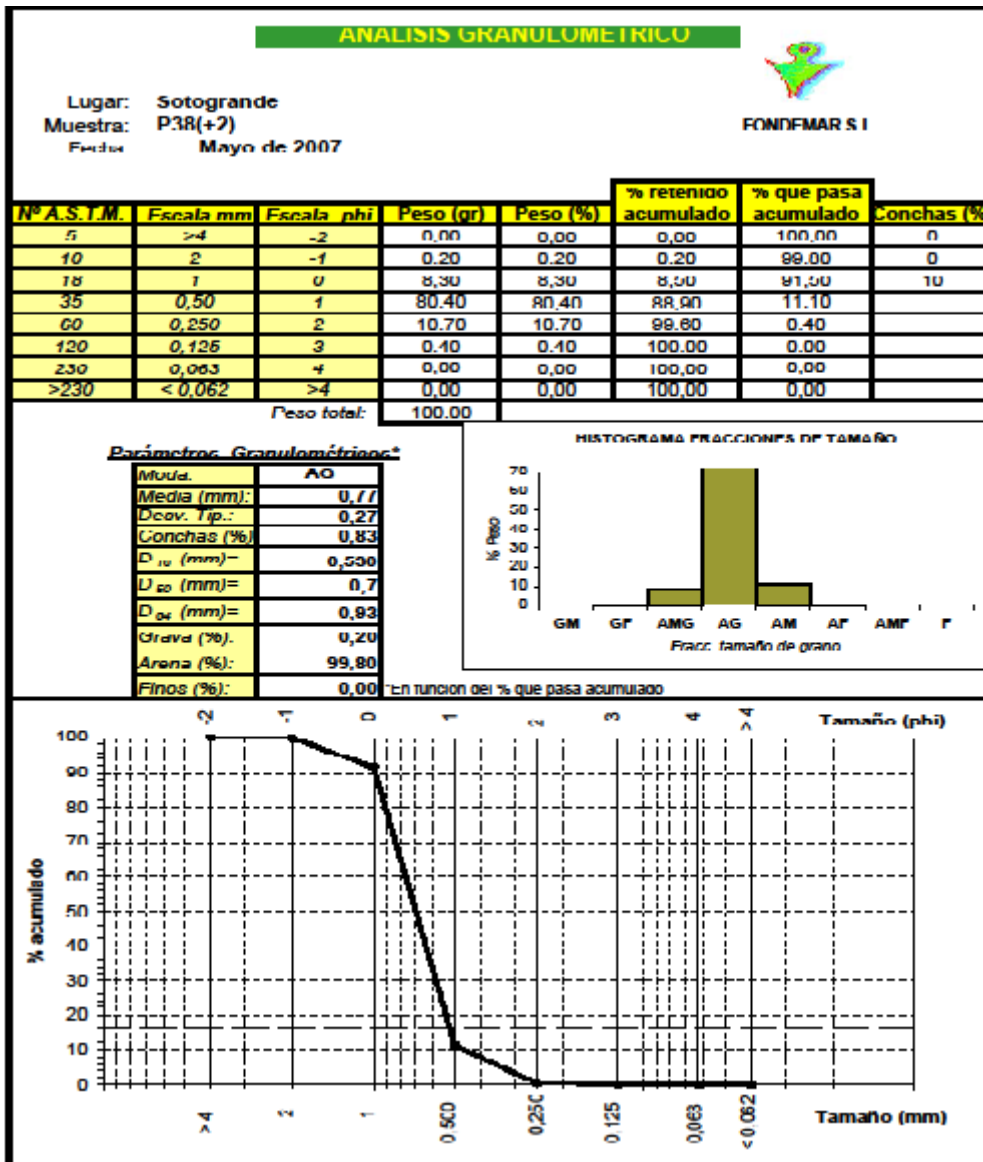 ANALISIS GRANULOMETRICO
Lugar: Sotogrande
Muestra: P38(+2)
Fecha Mayo de 2007
FONDEMAR S L
% retenido % que pasa
Nº A.S.T.M. Escala mm Escala phi Peso (gr) Peso (%) acumulado acumulado Conchas (%
5 >4 -2 0,00 0,00 0,00 100,00 0
10 2 -1 0.20 0.20 0.20 99.00 0
18 1 0 8,30 8,30 8,50 91,50 10
35 0,50 1 80.40 80,40 88,90 11.10
60 0,250 2 10.70 10.70 99.60 0.40
120 0,125 3 0.40 0.40 100.00 0.00
230 0,063 4 0,00 0,00 100,00 0,00
>230 < 0,062 >4 0,00 0,00 100,00 0,00
Peso total: 100.00
Parámetros Granulométricos*
Moda: AG
Media (mm): 0,77
Desv. Tip.: 0,27
Conchas (%) 0,83
D (mm)=
D 50 (mm)= 0,7
D 84 (mm)= 0,93
Grava (%): 0,20
Arena (%): 99,80
Finos (%): 0,00
*En función del % que pasa acumulado
HISTOGRAMA FRACCIONES DE TAMAÑO
% Peso
70
60
50
40
30
20
10
0
GM GF AMG AG AM AF AMF F
Fracc. tamaño de grano
-2 -1 0 1 2 3 4 > 4 Tamaño (phi)
% acumulado
100
90
80
70
60
50
40
30
20
10
0
> 4 2 1 0,500 0,250 0.125 0,063 < 0.062 Tamaño (mm)